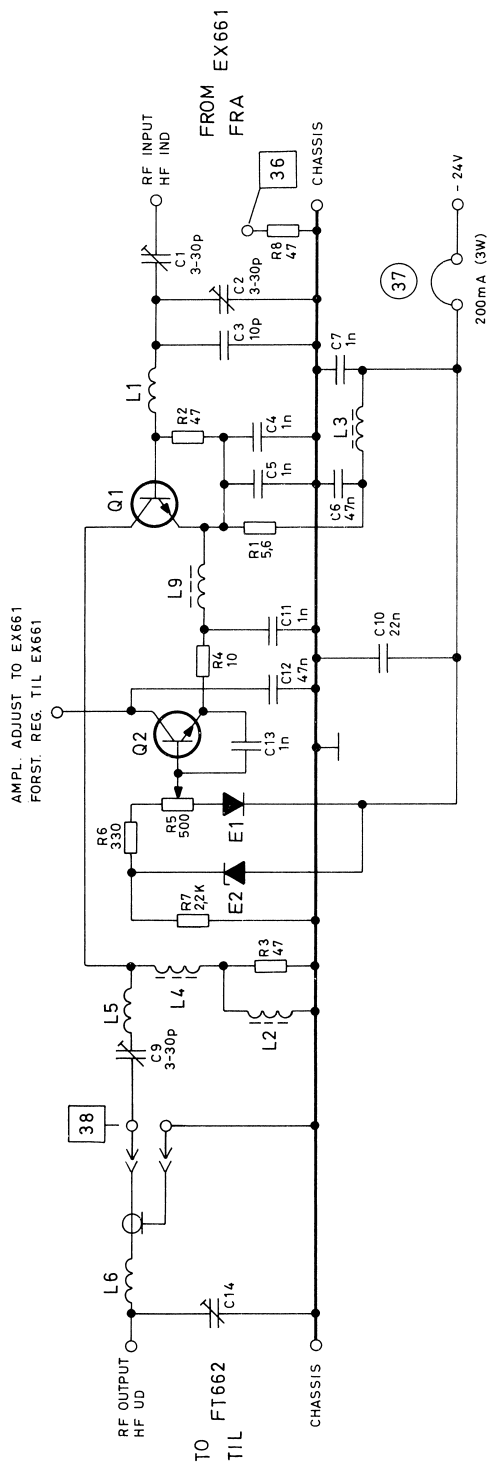 AMPL. ADJUST TO EX661
FORST. REG. TIL EX661
RF OUTPUT
HF UD
TO FT662
TIL
CHASSIS
L6
C14
38
C9
3-30p
L5
L4
L2
R3
47
R7
2,2K
R6
330
R5
500
E2
E1
Q2
C13
1n
R4
10
C12
47n
C11
1n
L9
C10
22n
Q1
R1
5,6
R2
47
C5
1n
C4
1n
C6
47n
L3
C7
1n
L1
C3
10p
C2
3-30p
C1
3-30p
RF INPUT
HF IND
FROM EX661
FRA
36
R8
47
CHASSIS
37
- 24V
200mA (3W)